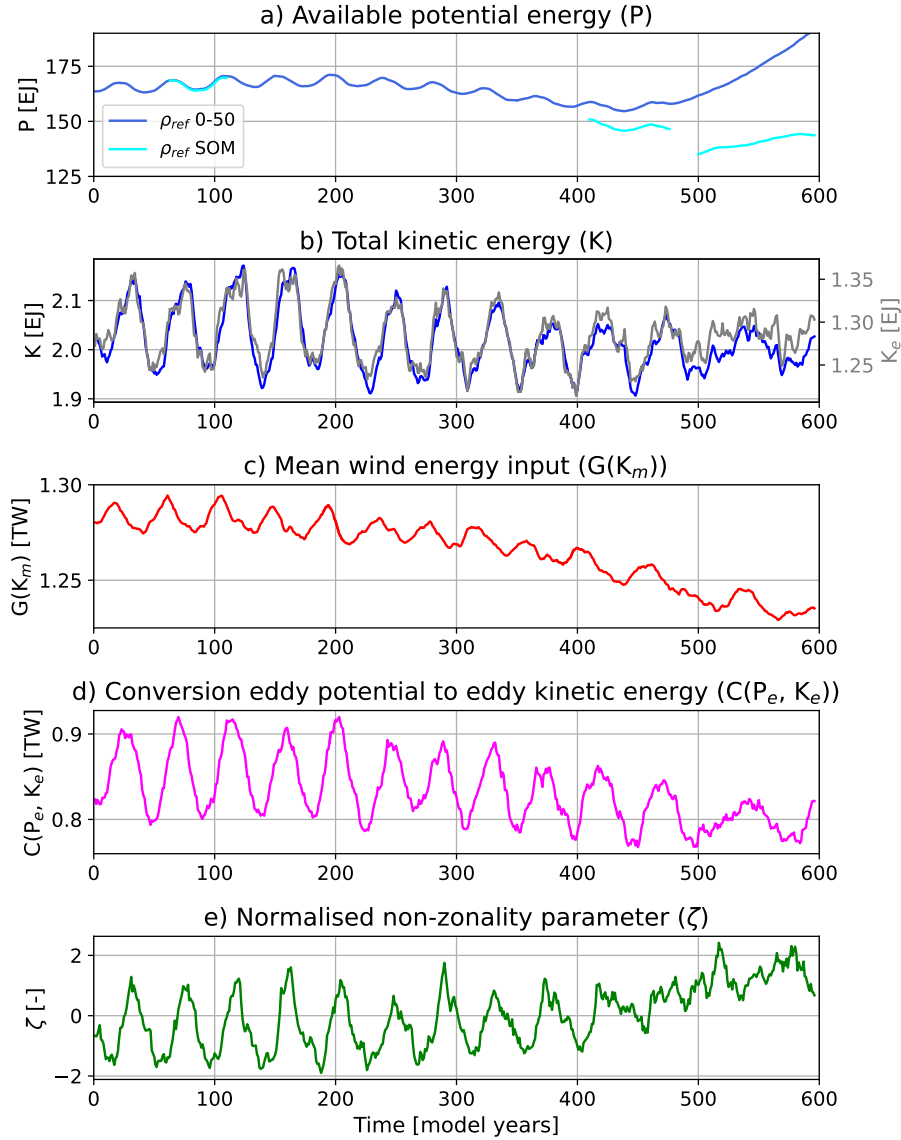 a) Available potential energy (P)
P [EJ]
175
150
125
ρref 0-50
ρref SOM
0 100 200 300 400 500 600
b) Total kinetic energy (K)
K [EJ]
2.1
2.0
1.9
1.35
1.30
1.25
Ke [EJ]
0 100 200 300 400 500 600
c) Mean wind energy input (G(Km))
G(Km) [TW]
1.30
1.25
0 100 200 300 400 500 600
d) Conversion eddy potential to eddy kinetic energy (C(Pe, Ke))
C(Pe, Ke) [TW]
0.9
0.8
0 100 200 300 400 500 600
e) Normalised non-zonality parameter (ζ)
ζ [-]
2
0
−2
0 100 200 300 400 500 600
Time [model years]